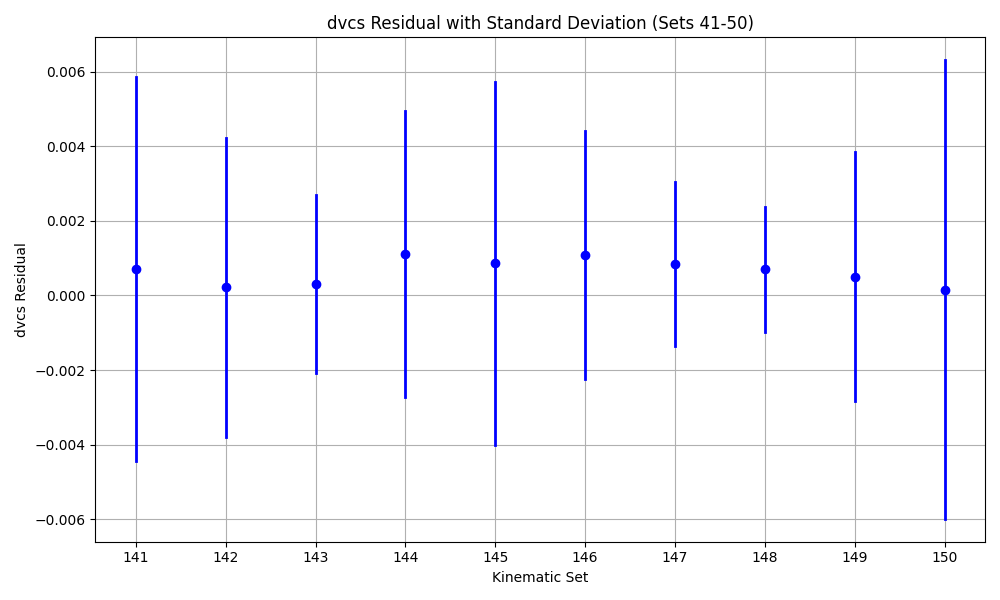 dvcs Residual with Standard Deviation (Sets 41-50)
0.006
0.004
0.002
0.000
−0.002
−0.004
−0.006
dvcs Residual
141 142 143 144 145 146 147 148 149 150
Kinematic Set